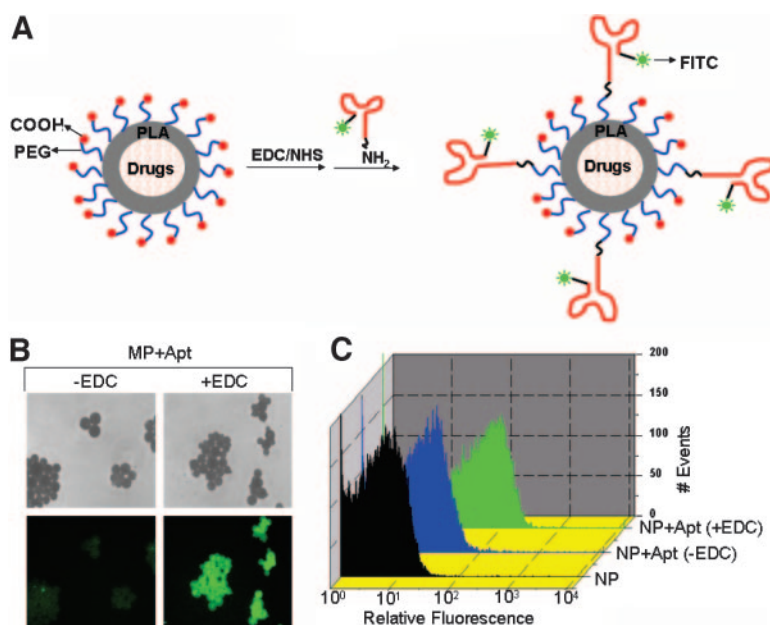 A
COOH
PEG
PLA
Drugs
EDC/NHS
NH2
FITC
PLA
Drugs
B
MP+Apt
-EDC
+EDC
C
200
150
100
50
0
# Events
NP+Apt (+EDC)
NP+Apt (-EDC)
NP
10^0 10^1 10^2 10^3 10^4
Relative Fluorescence